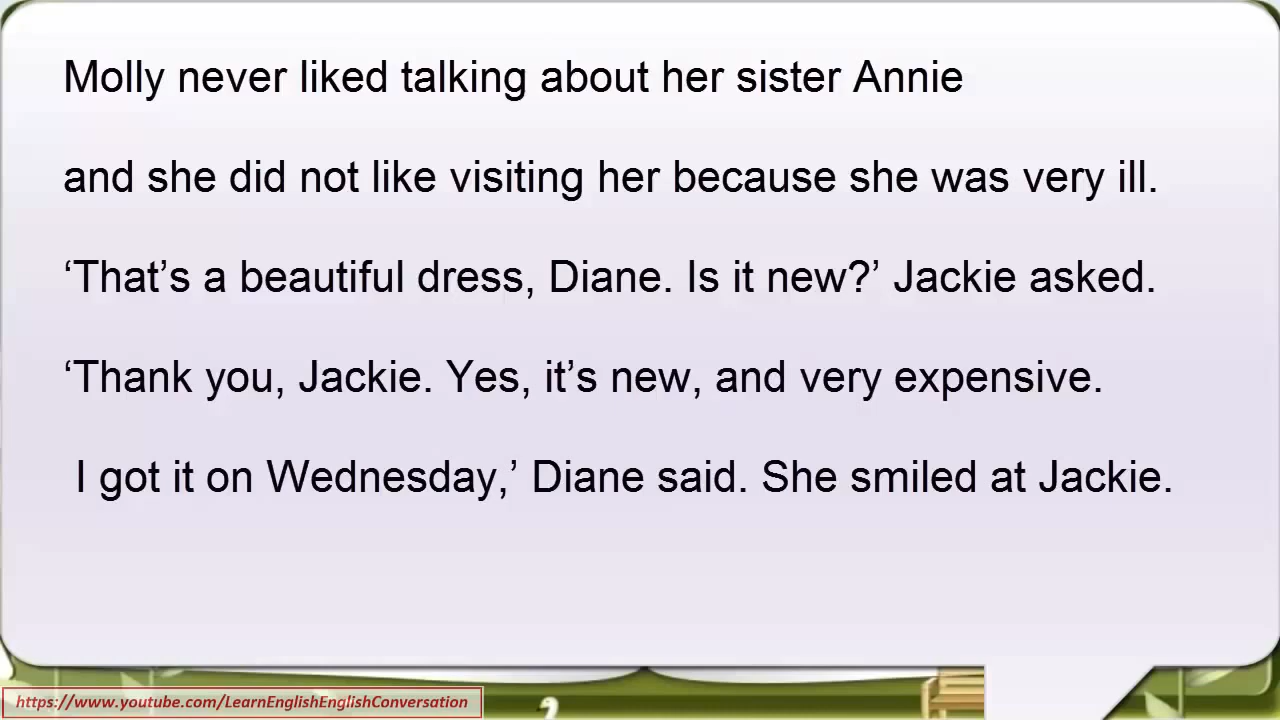 Molly never liked talking about her sister Annie
and she did not like visiting her because she was very ill.
‘That’s a beautiful dress, Diane. Is it new?’ Jackie asked.
‘Thank you, Jackie. Yes, it’s new, and very expensive.
I got it on Wednesday,’ Diane said. She smiled at Jackie.
https://www.youtube.com/LearnEnglishEnglishConversation